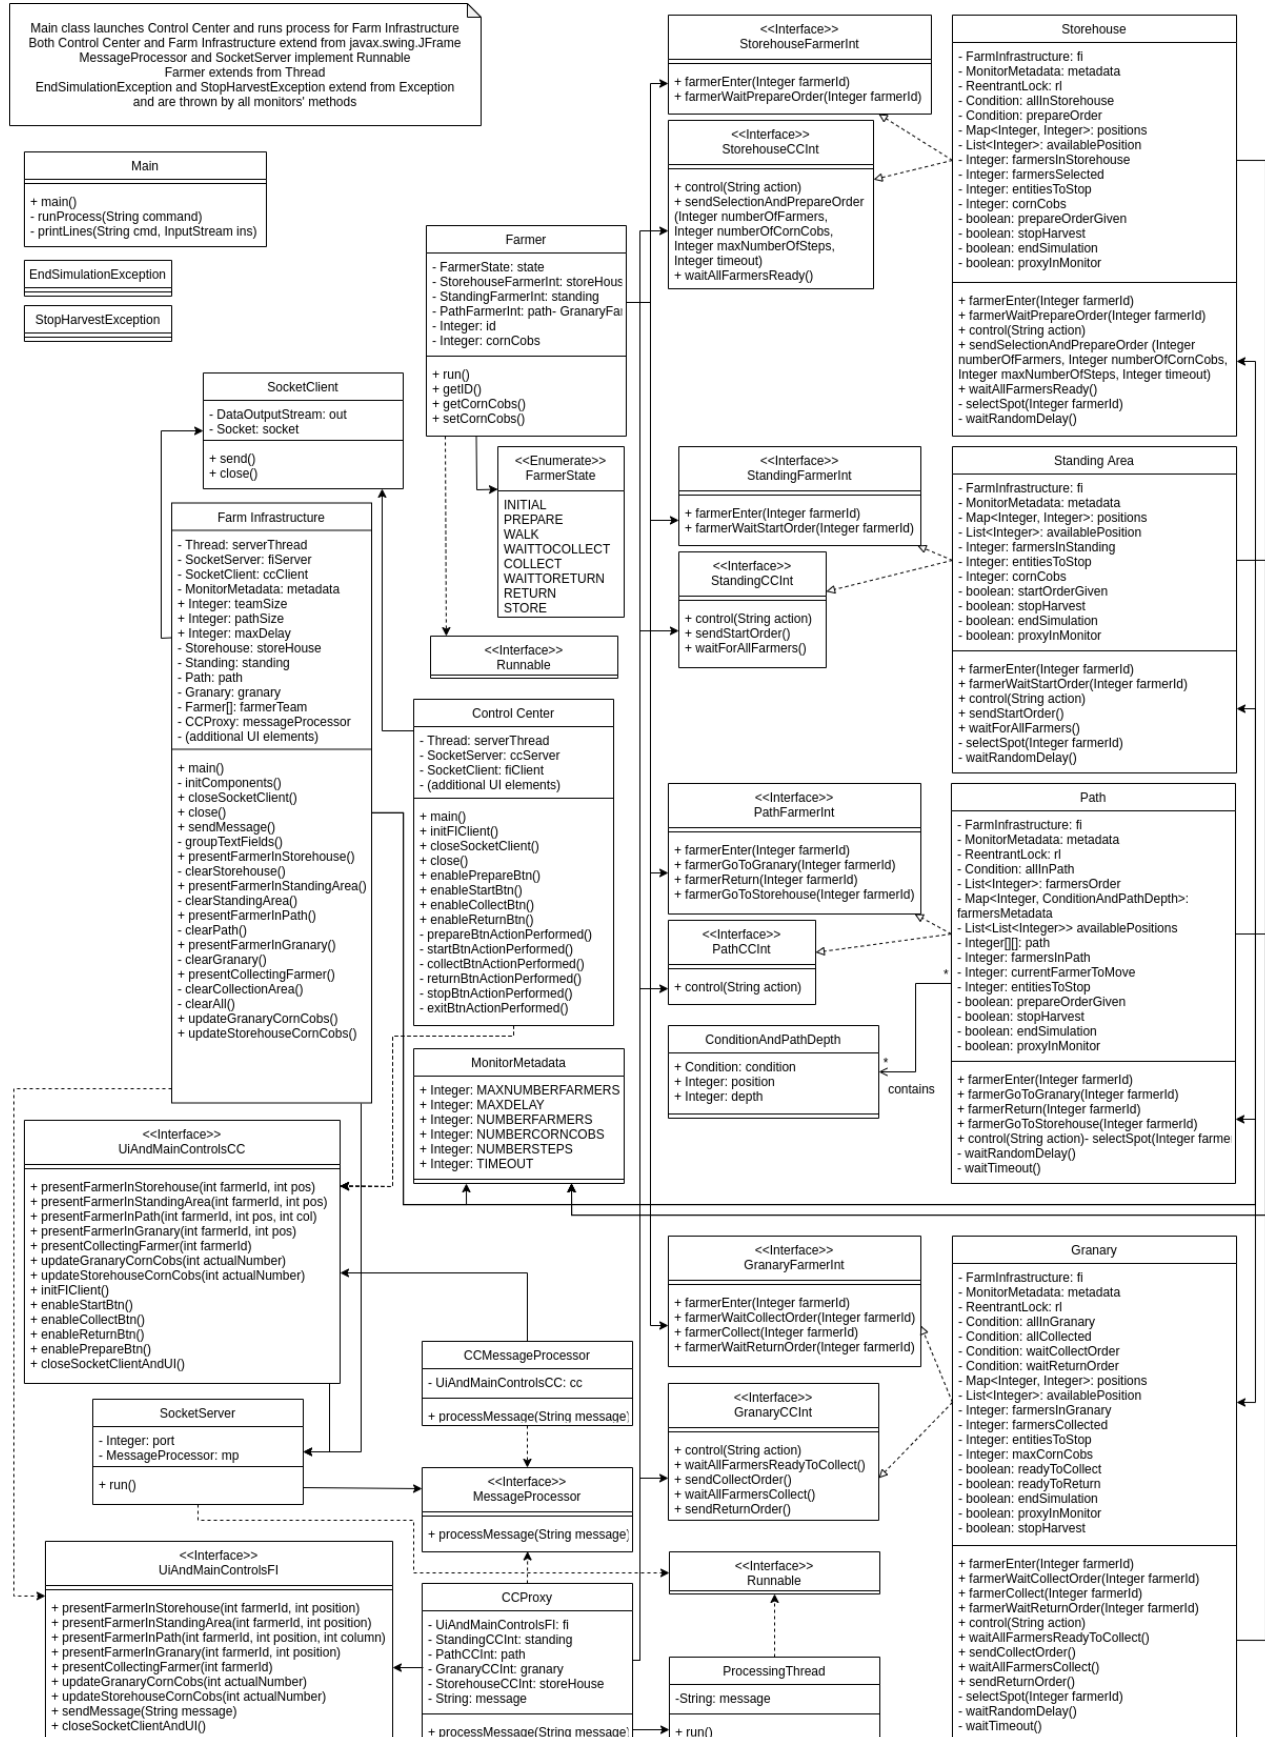 Main class launches Control Center and runs process for Farm Infrastructure
Both Control Center and Farm Infrastructure extend from javax.swing.JFrame
MessageProcessor and SocketServer implement Runnable
Farmer extends from Thread
EndSimulationException and StopHarvestException extend from Exception
and are thrown by all monitors' methods
Main
+ main()
- runProcess(String command)
- printLines(String cmd, InputStream ins)
EndSimulationException
StopHarvestException
SocketClient
- DataOutputStream: out
- Socket: socket
+ send()
+ close()
Farm Infrastructure
- Thread: serverThread
- SocketServer: fiServer
- SocketClient: ccClient
- MonitorMetadata: metadata
+ Integer: teamSize
+ Integer: pathSize
+ Integer: maxDelay
- Storehouse: storeHouse
- Standing: standing
- Path: path
- Granary: granary
- Farmer[]: farmerTeam
- CCProxy: messageProcessor
- (additional UI elements)
+ main()
- initComponents()
+ closeSocketClient()
+ close()
+ sendMessage()
- groupTextFields()
+ presentFarmerInStorehouse()
- clearStorehouse()
+ presentFarmerInStandingArea()
- clearStandingArea()
+ presentFarmerInPath()
- clearPath()
+ presentFarmerInGranary()
- clearGranary()
+ presentCollectingFarmer()
- clearCollectionArea()
- clearAll()
+ updateGranaryCornCobs()
+ updateStorehouseCornCobs()
Farmer
- FarmerState: state
- StorehouseFarmerInt: storeHous
- StandingFarmerInt: standing
- PathFarmerInt: path- GranaryFa
- Integer: id
- Integer: cornCobs
+ run()
+ getID()
+ getCornCobs()
+ setCornCobs()
<<Enumerate>>
FarmerState
INITIAL
PREPARE
WALK
WAITTOCOLLECT
COLLECT
WAITTORETURN
RETURN
STORE
<<Interface>>
Runnable
Control Center
- Thread: serverThread
- SocketServer: ccServer
- SocketClient: fiClient
- (additional UI elements)
+ main()
+ initFIClient()
+ closeSocketClient()
+ close()
+ enablePrepareBtn()
+ enableStartBtn()
+ enableCollectBtn()
+ enableReturnBtn()
- prepareBtnActionPerformed()
- startBtnActionPerformed()
- collectBtnActionPerformed()
- returnBtnActionPerformed()
- stopBtnActionPerformed()
- exitBtnActionPerformed()
MonitorMetadata
+ Integer: MAXNUMBERFARMERS
+ Integer: MAXDELAY
+ Integer: NUMBERFARMERS
+ Integer: NUMBERCORNCOBS
+ Integer: NUMBERSTEPS
+ Integer: TIMEOUT
<<Interface>>
UiAndMainControlsCC
+ presentFarmerInStorehouse(int farmerId, int pos)
+ presentFarmerInStandingArea(int farmerId, int pos)
+ presentFarmerInPath(int farmerId, int pos, int col)
+ presentFarmerInGranary(int farmerId, int pos)
+ presentCollectingFarmer(int farmerId)
+ updateGranaryCornCobs(int actualNumber)
+ updateStorehouseCornCobs(int actualNumber)
+ initFIClient()
+ enableStartBtn()
+ enableCollectBtn()
+ enableReturnBtn()
+ enablePrepareBtn()
+ closeSocketClientAndUI()
SocketServer
- Integer: port
- MessageProcessor: mp
+ run()
<<Interface>>
UiAndMainControlsFI
+ presentFarmerInStorehouse(int farmerId, int position)
+ presentFarmerInStandingArea(int farmerId, int position)
+ presentFarmerInPath(int farmerId, int position, int column)
+ presentFarmerInGranary(int farmerId, int position)
+ presentCollectingFarmer(int farmerId)
+ updateGranaryCornCobs(int actualNumber)
+ updateStorehouseCornCobs(int actualNumber)
+ sendMessage(String message)
+ closeSocketClientAndUI()
CCMessageProcessor
- UiAndMainControlsCC: cc
+ processMessage(String message)
<<Interface>>
MessageProcessor
+ processMessage(String message)
CCProxy
- UiAndMainControlsFI: fi
- StandingCCInt: standing
- PathCCInt: path
- GranaryCCInt: granary
- StorehouseCCInt: storeHouse
- String: message
+ processMessage(String message)
<<Interface>>
StorehouseFarmerInt
+ farmerEnter(Integer farmerId)
+ farmerWaitPrepareOrder(Integer farmerId)
<<Interface>>
StorehouseCCInt
+ control(String action)
+ sendSelectionAndPrepareOrder
(Integer numberOfFarmers,
Integer numberOfCornCobs,
Integer maxNumberOfSteps,
Integer timeout)
+ waitAllFarmersReady()
<<Interface>>
StandingFarmerInt
+ farmerEnter(Integer farmerId)
+ farmerWaitStartOrder(Integer farmerId)
<<Interface>>
StandingCCInt
+ control(String action)
+ sendStartOrder()
+ waitForAllFarmers()
<<Interface>>
PathFarmerInt
+ farmerEnter(Integer farmerId)
+ farmerGoToGranary(Integer farmerId)
+ farmerReturn(Integer farmerId)
+ farmerGoToStorehouse(Integer farmerId)
<<Interface>>
PathCCInt
+ control(String action)
ConditionAndPathDepth
+ Condition: condition
+ Integer: position
+ Integer: depth
*
*
contains
<<Interface>>
GranaryFarmerInt
+ farmerEnter(Integer farmerId)
+ farmerWaitCollectOrder(Integer farmerId)
+ farmerCollect(Integer farmerId)
+ farmerWaitReturnOrder(Integer farmerId)
<<Interface>>
GranaryCCInt
+ control(String action)
+ waitAllFarmersReadyToCollect()
+ sendCollectOrder()
+ waitAllFarmersCollect()
+ sendReturnOrder()
<<Interface>>
Runnable
ProcessingThread
-String: message
+ run()
Storehouse
- FarmInfrastructure: fi
- MonitorMetadata: metadata
- ReentrantLock: rl
- Condition: allInStorehouse
- Condition: prepareOrder
- Map<Integer, Integer>: positions
- List<Integer>: availablePosition
- Integer: farmersInStorehouse
- Integer: farmersSelected
- Integer: entitiesToStop
- Integer: cornCobs
- boolean: prepareOrderGiven
- boolean: stopHarvest
- boolean: endSimulation
- boolean: proxyInMonitor
+ farmerEnter(Integer farmerId)
+ farmerWaitPrepareOrder(Integer farmerId)
+ control(String action)
+ sendSelectionAndPrepareOrder (Integer
numberOfFarmers, Integer numberOfCornCobs,
Integer maxNumberOfSteps, Integer timeout)
+ waitAllFarmersReady()
- selectSpot(Integer farmerId)
- waitRandomDelay()
Standing Area
- FarmInfrastructure: fi
- MonitorMetadata: metadata
- Map<Integer, Integer>: positions
- List<Integer>: availablePosition
- Integer: farmersInStanding
- Integer: entitiesToStop
- Integer: cornCobs
- boolean: startOrderGiven
- boolean: stopHarvest
- boolean: endSimulation
- boolean: proxyInMonitor
+ farmerEnter(Integer farmerId)
+ farmerWaitStartOrder(Integer farmerId)
+ control(String action)
+ sendStartOrder()
+ waitForAllFarmers()
- selectSpot(Integer farmerId)
- waitRandomDelay()
Path
- FarmInfrastructure: fi
- MonitorMetadata: metadata
- ReentrantLock: rl
- Condition: allInPath
- List<Integer>: farmersOrder
- Map<Integer, ConditionAndPathDepth>:
farmersMetadata
- List<List<Integer>> availablePositions
- Integer[][]: path
- Integer: farmersInPath
- Integer: currentFarmerToMove
- Integer: entitiesToStop
- boolean: prepareOrderGiven
- boolean: stopHarvest
- boolean: endSimulation
- boolean: proxyInMonitor
+ farmerEnter(Integer farmerId)
+ farmerGoToGranary(Integer farmerId)
+ farmerReturn(Integer farmerId)
+ farmerGoToStorehouse(Integer farmerId)
+ control(String action)- selectSpot(Integer farme
- waitRandomDelay()
- waitTimeout()
Granary
- FarmInfrastructure: fi
- MonitorMetadata: metadata
- ReentrantLock: rl
- Condition: allInGranary
- Condition: allCollected
- Condition: waitCollectOrder
- Condition: waitReturnOrder
- Map<Integer, Integer>: positions
- List<Integer>: availablePosition
- Integer: farmersInGranary
- Integer: farmersCollected
- Integer: entitiesToStop
- Integer: maxCornCobs
- boolean: readyToCollect
- boolean: readyToReturn
- boolean: endSimulation
- boolean: proxyInMonitor
- boolean: stopHarvest
+ farmerEnter(Integer farmerId)
+ farmerWaitCollectOrder(Integer farmerId)
+ farmerCollect(Integer farmerId)
+ farmerWaitReturnOrder(Integer farmerId)
+ control(String action)
+ waitAllFarmersReadyToCollect()
+ sendCollectOrder()
+ waitAllFarmersCollect()
+ sendReturnOrder()
- selectSpot(Integer farmerId)
- waitRandomDelay()
- waitTimeout()